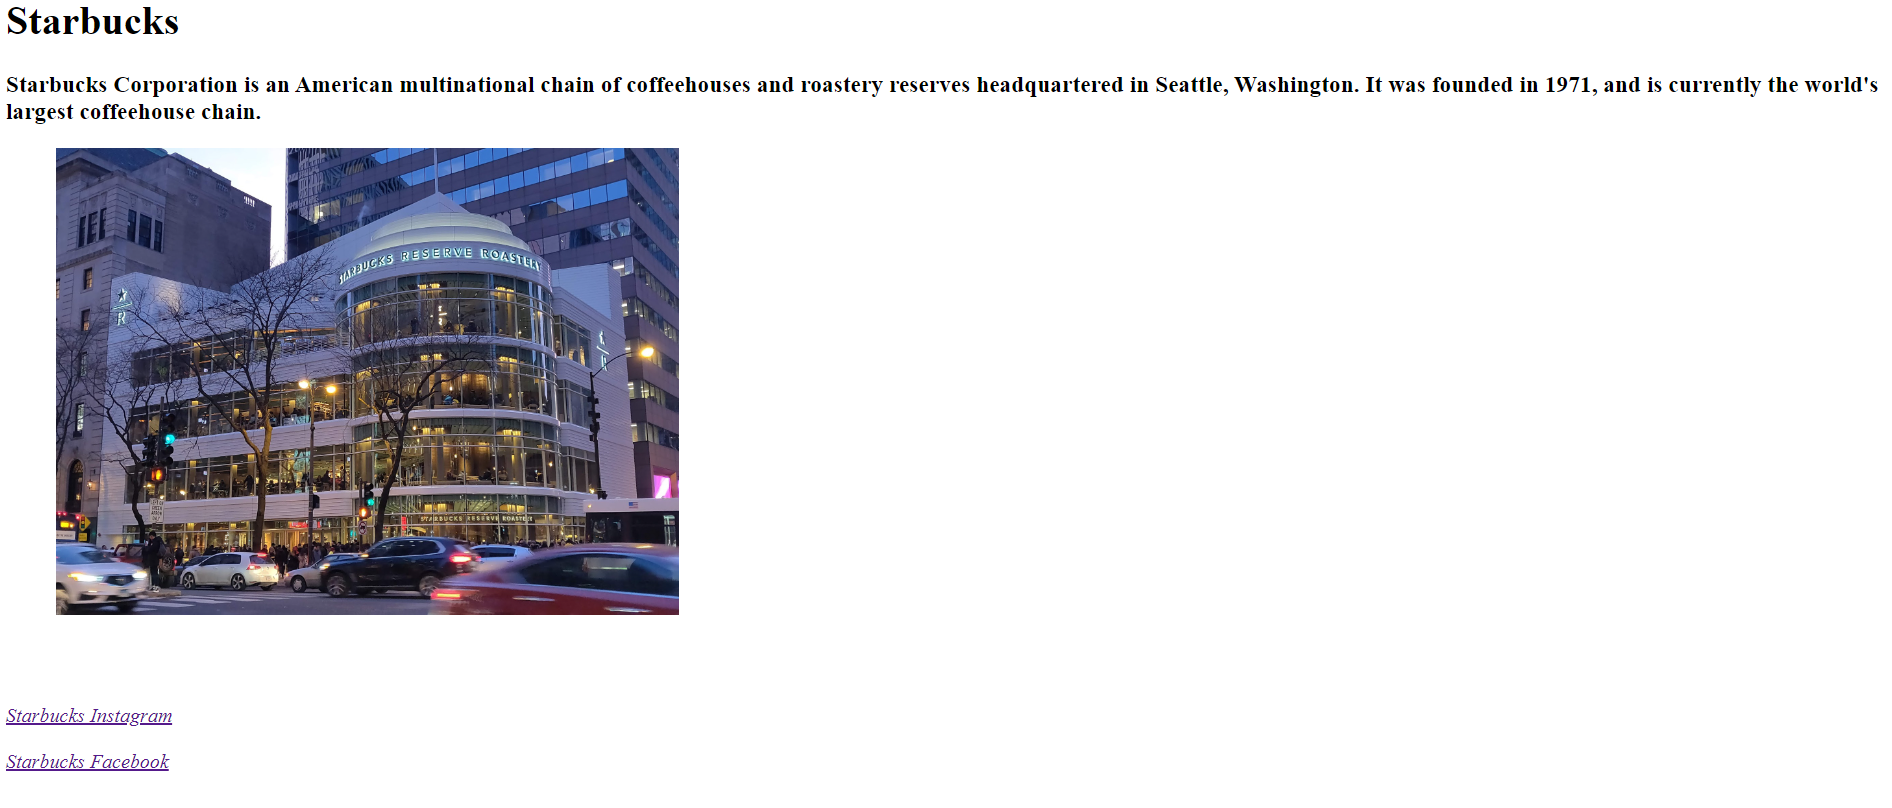 Starbucks
Starbucks Corporation is an American multinational chain of coffeehouses and roastery reserves headquartered in Seattle, Washington. It was founded in 1971, and is currently the world's
largest coffeehouse chain.
STARBUCKS RESERVE ROASTERY
R
R
STARBUCKS RESERVE ROASTERY
Starbucks Instagram
Starbucks Facebook